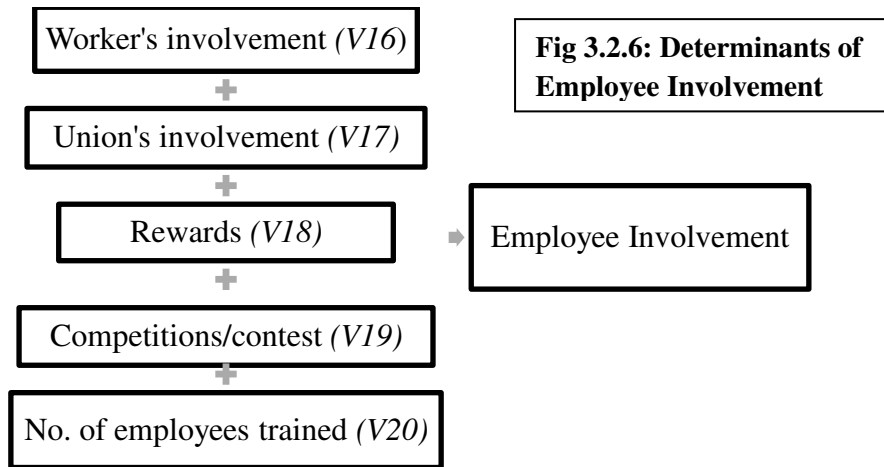 Worker's involvement (V16)
Fig 3.2.6: Determinants of
Employee Involvement
Union's involvement (V17)
Rewards (V18)
Employee Involvement
Competitions/contest (V19)
No. of employees trained (V20)